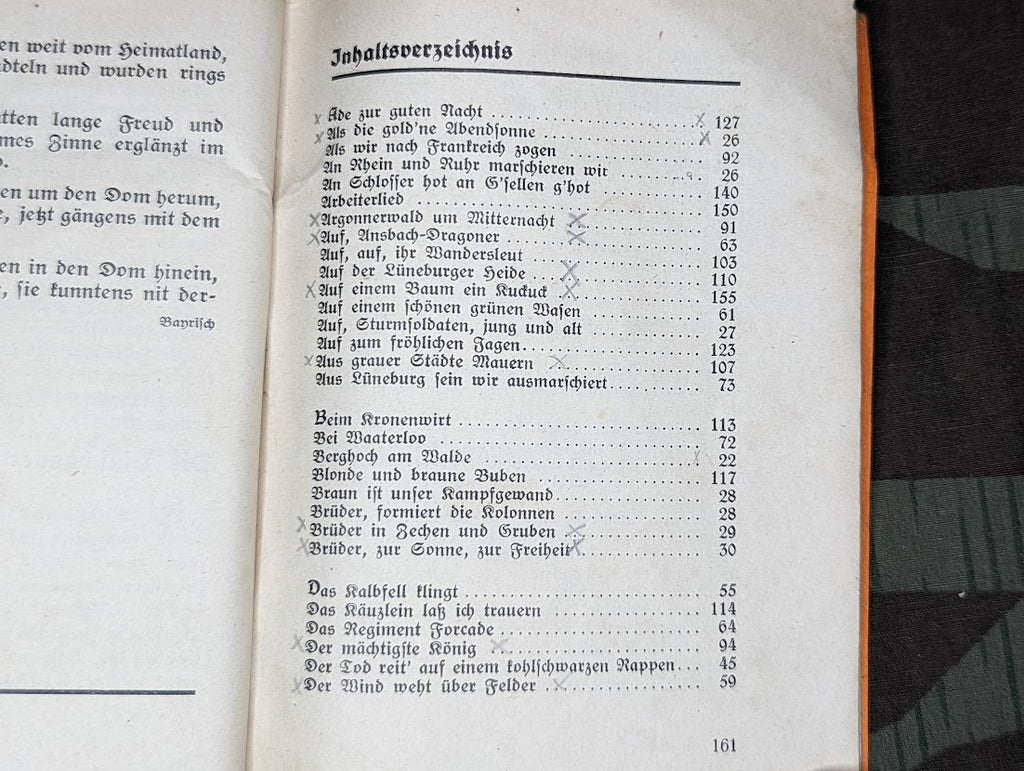 en weit vom Heimatland,
dteln und wurden rings
tten lange Freud und
mes Zinne erglänzt im
en um den Dom herum,
, jetzt gängens mit dem
en in den Dom hinein,
, sie kunntens nit der-
Bayrisch
Inhaltsverzeichnis
Ade zur guten Nacht 127
Als die gold'ne Abendsonne 26
Als wir nach Frankreich zogen 92
An Rhein und Ruhr marschieren wir 26
An Schlosser hot an G'sellen g'hot 140
Arbeiterlied 150
Argonnerwald um Mitternacht 91
Auf, Ansbach-Dragoner 63
Auf, auf, ihr Wandersleut 103
Auf der Lüneburger Heide 110
Auf einem Baum ein Kuckuck 155
Auf einem schönen grünen Wasen 61
Auf, Sturmsoldaten, jung und alt 27
Auf zum fröhlichen Jagen 123
Aus grauer Städte Mauern 107
Aus Lüneburg sein wir ausmarschiert 73
Beim Kronenwirt 113
Bei Waaterloo 72
Berghoch am Walde 22
Blonde und braune Buben 117
Braun ist unser Kampfgewand 28
Brüder, formiert die Kolonnen 28
Brüder in Zechen und Gruben 29
Brüder, zur Sonne, zur Freiheit 30
Das Kalbfell klingt 55
Das Käuzlein laß ich trauern 114
Das Regiment Forcade 64
Der mächtigste König 94
Der Tod reit' auf einem kohlschwarzen Rappen 45
Der Wind weht über Felder 59
161